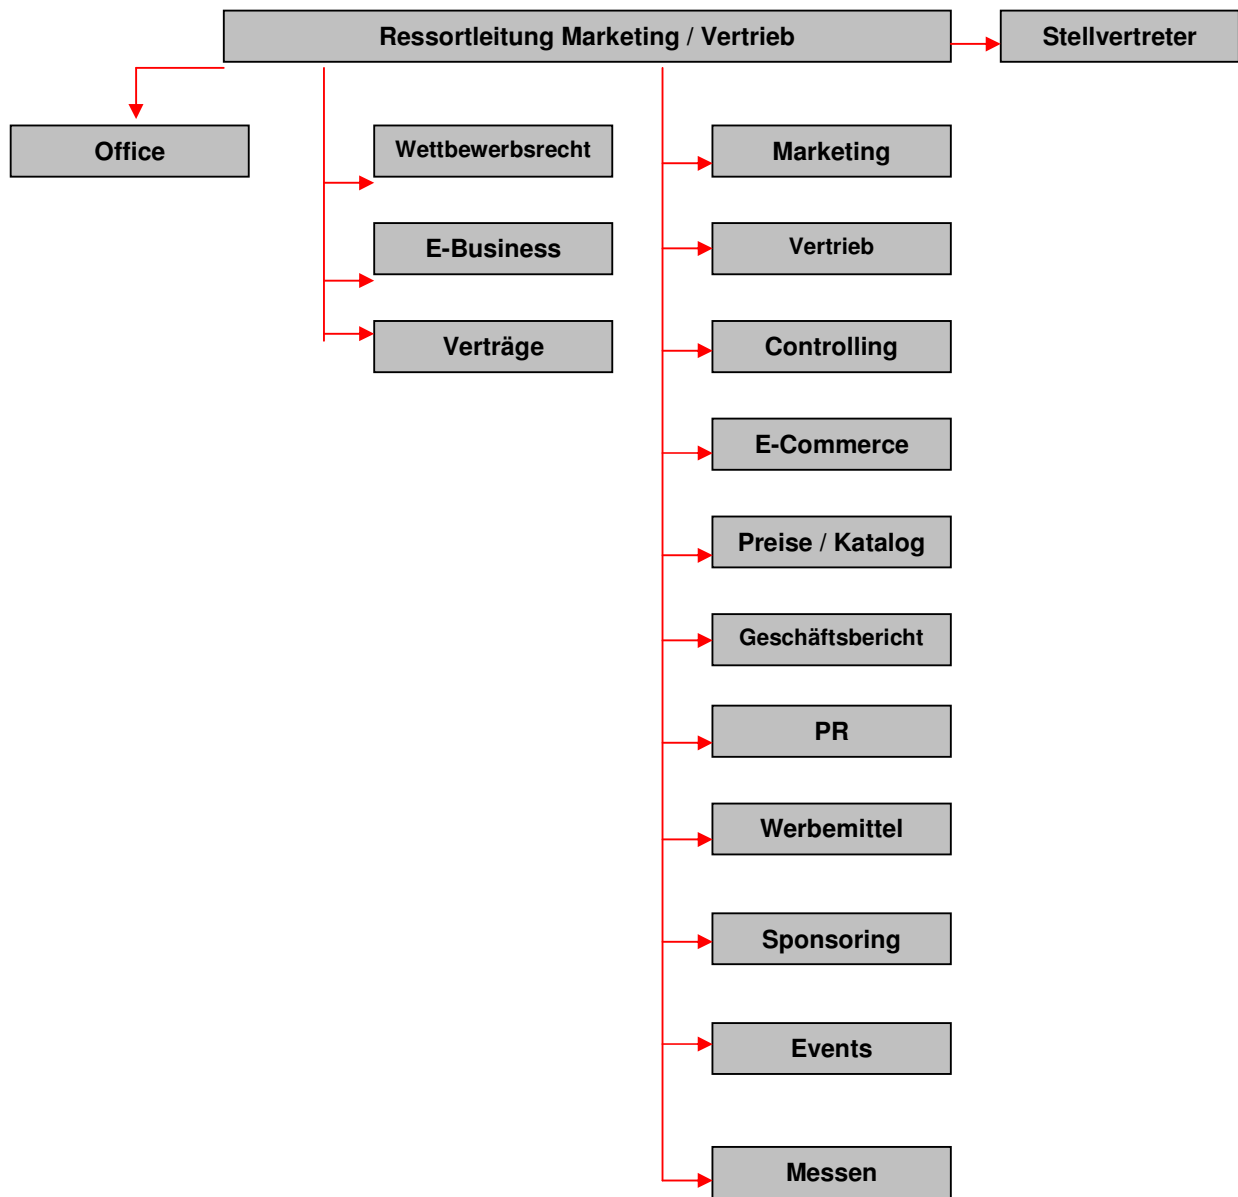 Ressortleitung Marketing / Vertrieb
Stellvertreter
Office
Wettbewerbsrecht
E-Business
Verträge
Marketing
Vertrieb
Controlling
E-Commerce
Preise / Katalog
Geschäftsbericht
PR
Werbemittel
Sponsoring
Events
Messen